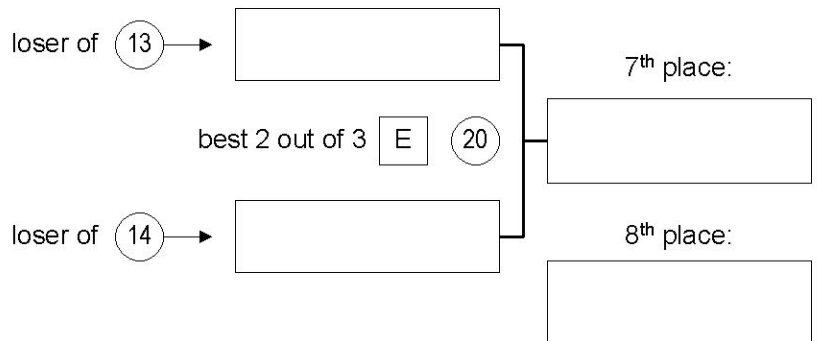 loser of 13
7th place:
best 2 out of 3 E 20
loser of 14
8th place: